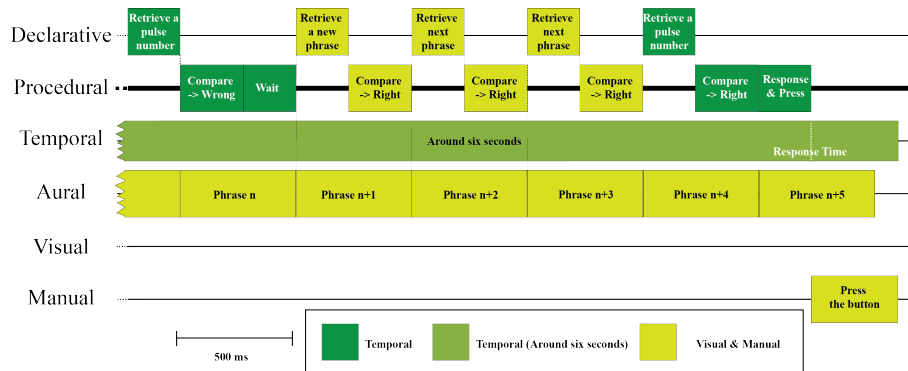 Declarative
Retrieve a
pulse
number
Retrieve
a new
phrase
Retrieve
next
phrase
Retrieve
next
phrase
Retrieve a
pulse
number
Procedural
Compare
-> Wrong
Wait
Compare
-> Right
Compare
-> Right
Compare
-> Right
Compare
-> Right
Response
& Press
Temporal
Around six seconds
Response Time
Aural
Phrase n
Phrase n+1
Phrase n+2
Phrase n+3
Phrase n+4
Phrase n+5
Visual
Manual
Press
the button
500 ms
Temporal
Temporal (Around six seconds)
Visual & Manual